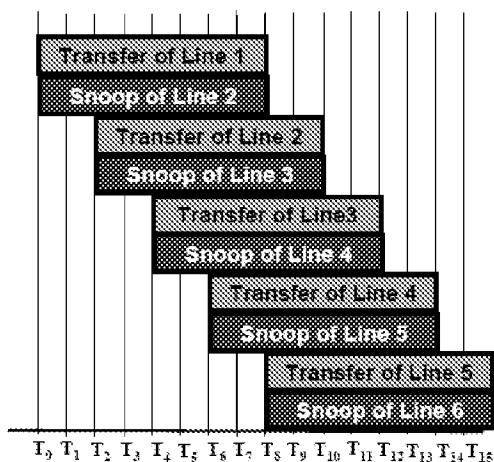 Transfer of Line 1
Snoop of Line 2
Transfer of Line 2
Snoop of Line 3
Transfer of Line3
Snoop of Line 4
Transfer of Line 4
Snoop of Line 5
Transfer of Line 5
Snoop of Line 6
T0 T1 T2 T3 T4 T5 T6 T7 T8 T9 T10 T11 T12 T13 T14 T15